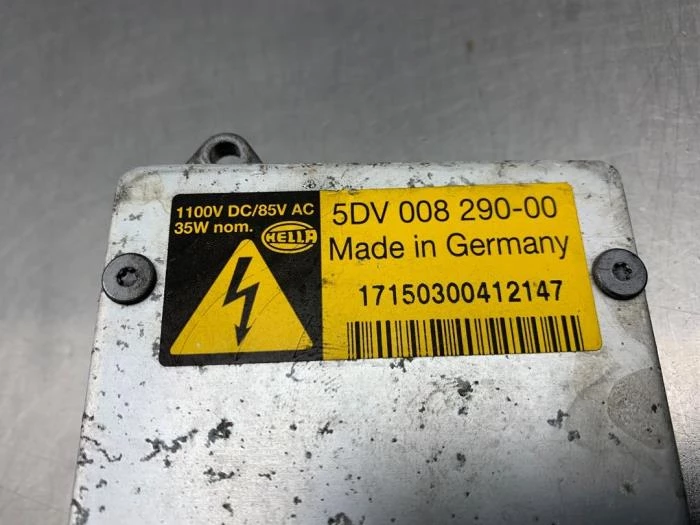 1100V DC/85V AC
35W nom.
HELLA
5DV 008 290-00
Made in Germany
17150300412147